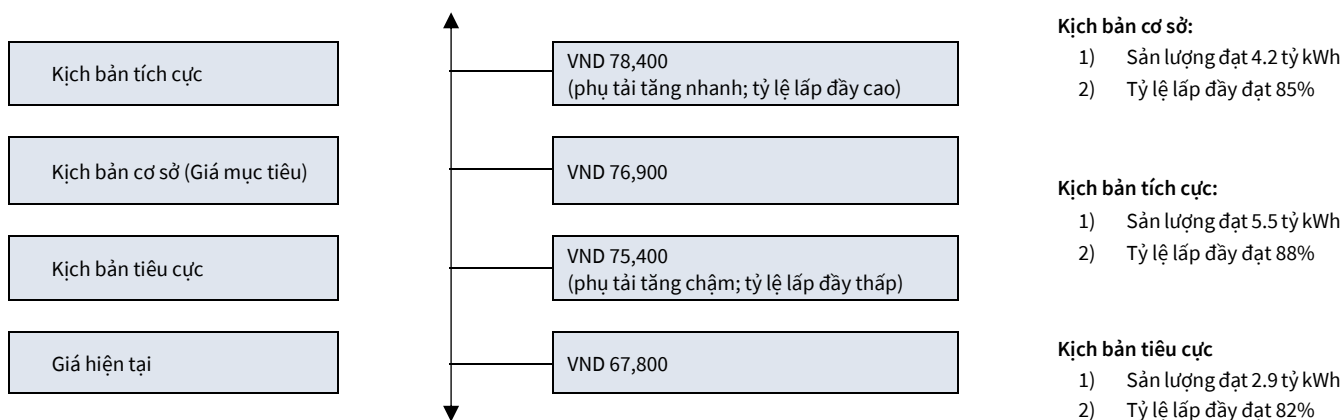 Kịch bản tích cực
VND 78,400
(phụ tải tăng nhanh; tỷ lệ lấp đầy cao)
Kịch bản cơ sở (Giá mục tiêu)
VND 76,900
Kịch bản tiêu cực
VND 75,400
(phụ tải tăng chậm; tỷ lệ lấp đầy thấp)
Giá hiện tại
VND 67,800
Kịch bản cơ sở:
1) Sản lượng đạt 4.2 tỷ kWh
2) Tỷ lệ lấp đầy đạt 85%
Kịch bản tích cực:
1) Sản lượng đạt 5.5 tỷ kWh
2) Tỷ lệ lấp đầy đạt 88%
Kịch bản tiêu cực
1) Sản lượng đạt 2.9 tỷ kWh
2) Tỷ lệ lấp đầy đạt 82%